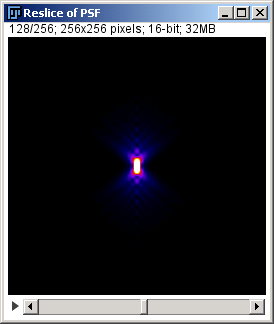 Reslice of PSF
128/256; 256x256 pixels; 16-bit; 32MB